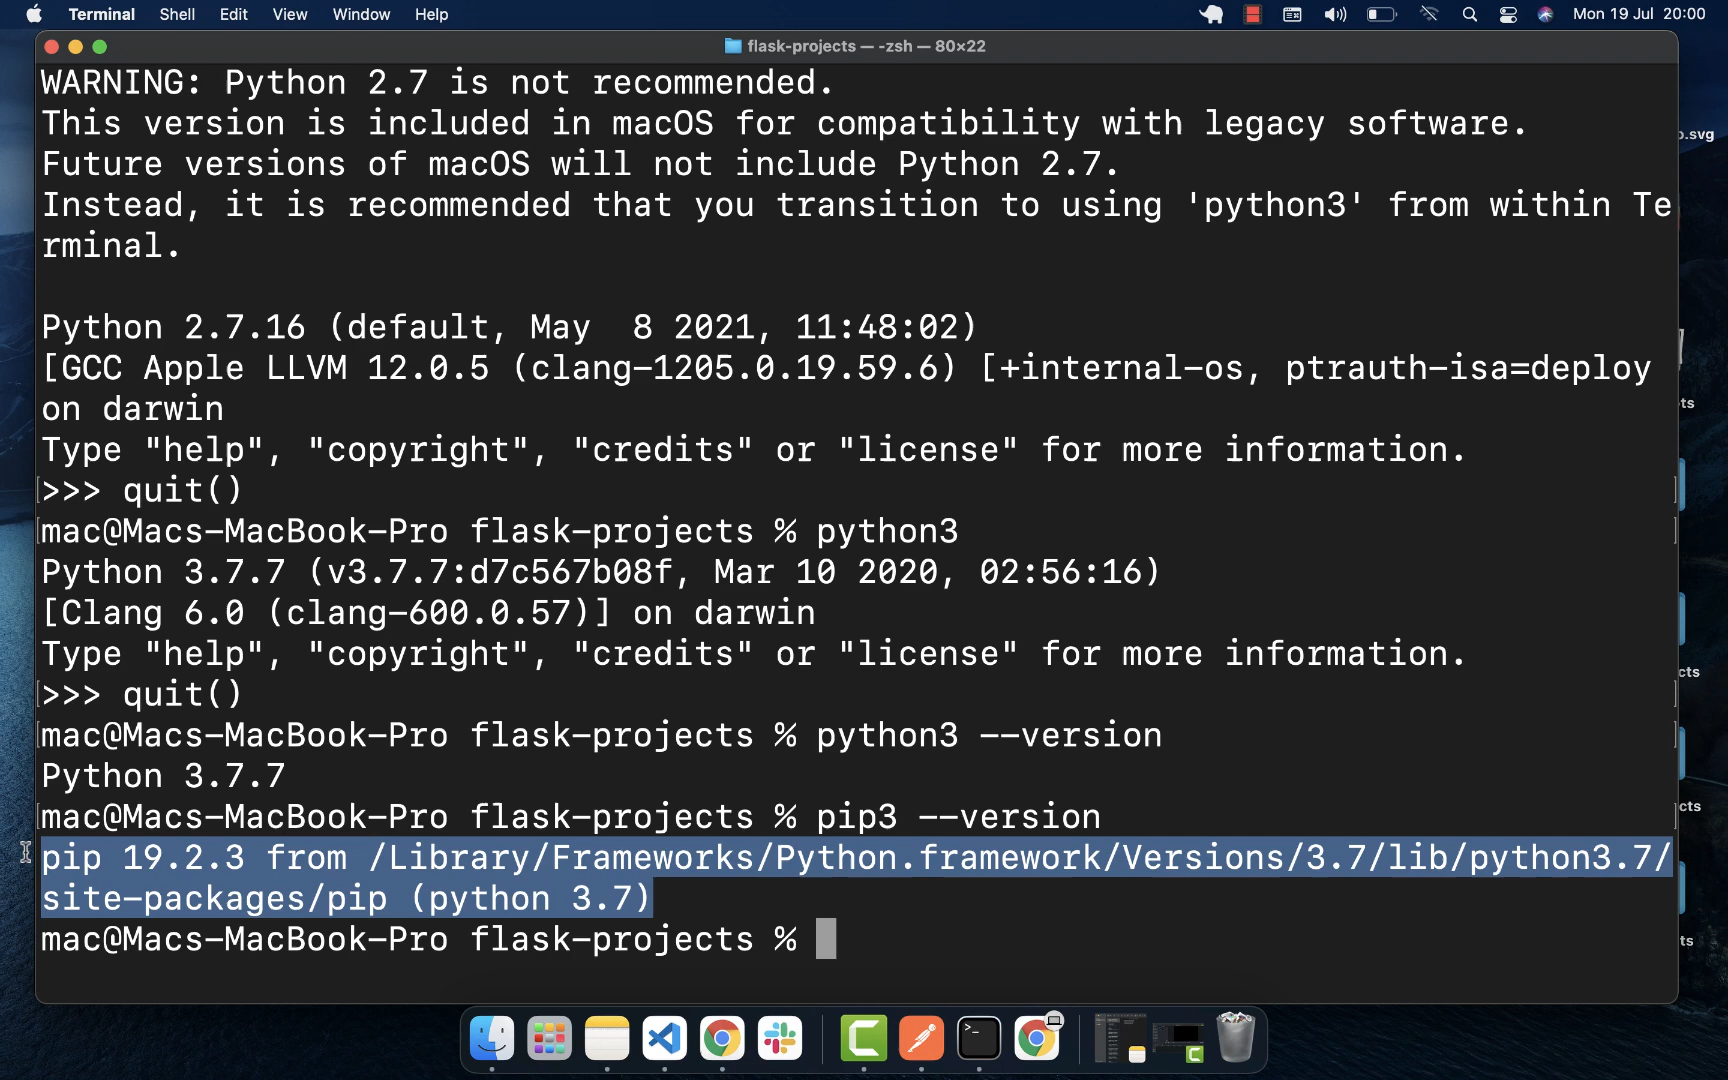 Terminal Shell Edit View Window Help Mon 19 Jul 20:00
flask-projects — -zsh — 80×22
WARNING: Python 2.7 is not recommended.
This version is included in macOS for compatibility with legacy software.
Future versions of macOS will not include Python 2.7.
Instead, it is recommended that you transition to using 'python3' from within Te
rminal.
Python 2.7.16 (default, May  8 2021, 11:48:02)
[GCC Apple LLVM 12.0.5 (clang-1205.0.19.59.6) [+internal-os, ptrauth-isa=deploy
on darwin
Type "help", "copyright", "credits" or "license" for more information.
>>> quit()
mac@Macs-MacBook-Pro flask-projects % python3
Python 3.7.7 (v3.7.7:d7c567b08f, Mar 10 2020, 02:56:16)
[Clang 6.0 (clang-600.0.57)] on darwin
Type "help", "copyright", "credits" or "license" for more information.
>>> quit()
mac@Macs-MacBook-Pro flask-projects % python3 --version
Python 3.7.7
mac@Macs-MacBook-Pro flask-projects % pip3 --version
pip 19.2.3 from /Library/Frameworks/Python.framework/Versions/3.7/lib/python3.7/
site-packages/pip (python 3.7)
mac@Macs-MacBook-Pro flask-projects %